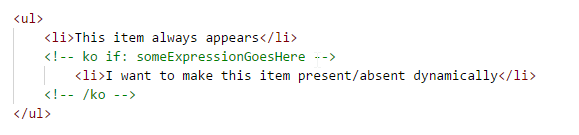 <ul>
<li>This item always appears</li>
<!-- ko if: someExpressionGoesHere -->
<li>I want to make this item present/absent dynamically</li>
<!-- /ko -->
</ul>